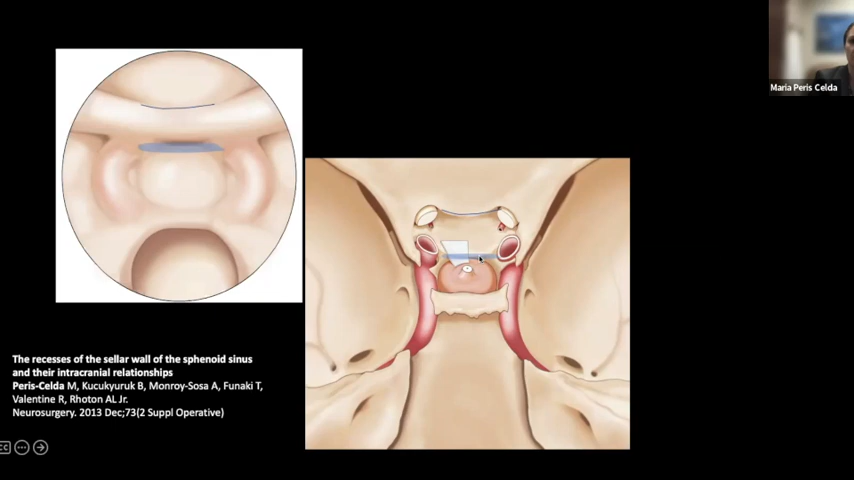 Maria Peris Celda
The recesses of the sellar wall of the sphenoid sinus
and their intracranial relationships
Peris-Celda M, Kucukyuruk B, Monroy-Sosa A, Funaki T,
Valentine R, Rhoton AL Jr.
Neurosurgery. 2013 Dec;73(2 Suppl Operative)
CC